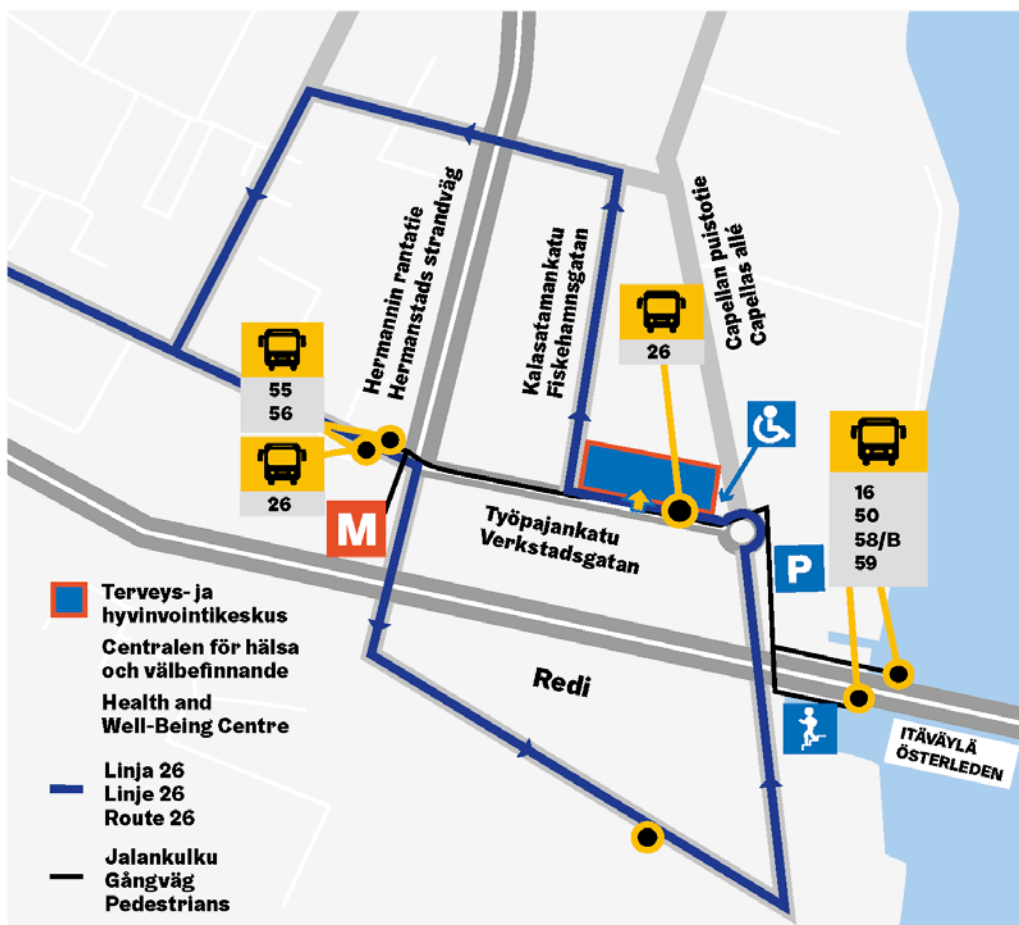 Hermannin rantatie
Hermanstads strandväg
Kalasatamankatu
Fiskehamnsgatan
Capellan puistotie
Capellas allé
26
55
56
26
16
50
58/B
59
M
Työpajankatu
Verkstadsgatan
P
Redi
ITÄVÄYLÄ
ÖSTERLEDEN
Terveys- ja
hyvinvointikeskus
Centralen för hälsa
och välbefinnande
Health and
Well-Being Centre
Linja 26
Linje 26
Route 26
Jalankulku
Gångväg
Pedestrians